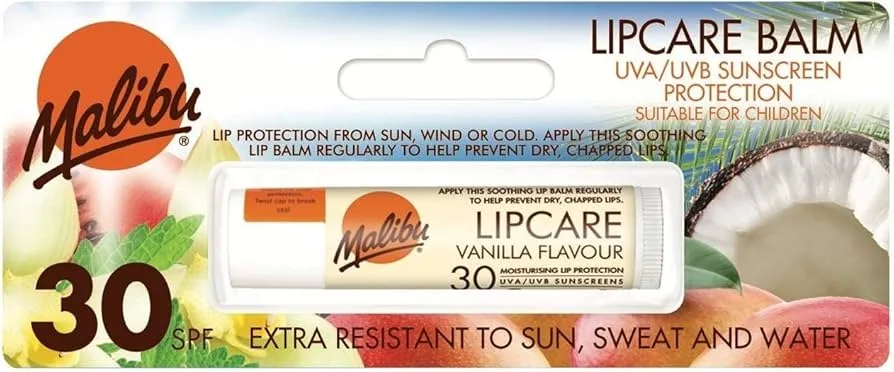 Malibu®
LIPCARE BALM
UVA/UVB SUNSCREEN
PROTECTION
SUITABLE FOR CHILDREN
LIP PROTECTION FROM SUN, WIND OR COLD. APPLY THIS SOOTHING
LIP BALM REGULARLY TO HELP PREVENT DRY, CHAPPED LIPS.
Twist cap to break
seal
Malibu®
APPLY THIS SOOTHING LIP BALM REGULARLY
TO HELP PREVENT DRY, CHAPPED LIPS.
LIPCARE
VANILLA FLAVOUR
30 MOISTURISING LIP PROTECTION
UVA/UVB SUNSCREENS
30 SPF
EXTRA RESISTANT TO SUN, SWEAT AND WATER